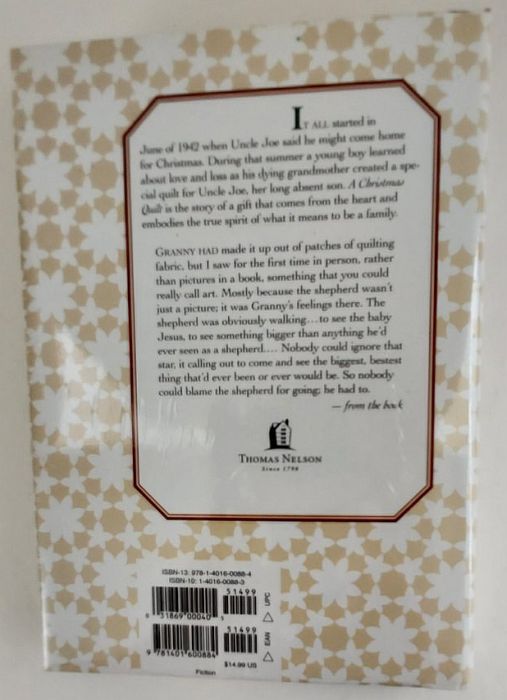 IT ALL started in
June of 1942 when Uncle Joe said he might come home
for Christmas. During that summer a young boy learned
about love and loss as his dying grandmother created a spe-
cial quilt for Uncle Joe, her long absent son. A Christmas
Quilt is the story of a gift that comes from the heart and
embodies the true spirit of what it means to be a family.
GRANNY HAD made it up out of patches of quilting
fabric, but I saw for the first time in person, rather
than pictures in a book, something that you could
really call art. Mostly because the shepherd wasn't
just a picture; it was Granny's feelings there. The
shepherd was obviously walking...to see the baby
Jesus, to see something bigger than anything he'd
ever seen as a shepherd.... Nobody could ignore that
star, it calling out to come and see the biggest, bestest
thing that'd ever been or ever would be. So nobody
could blame the shepherd for going; he had to.
— from the book
THOMAS NELSON
Since 1798
ISBN-13: 978-1-4016-0088-4
ISBN-10: 1-4016-0088-3
51499
UPC
9 31869 00040 5
51499
EAN
9 781401 600884
$14.99 US
Fiction